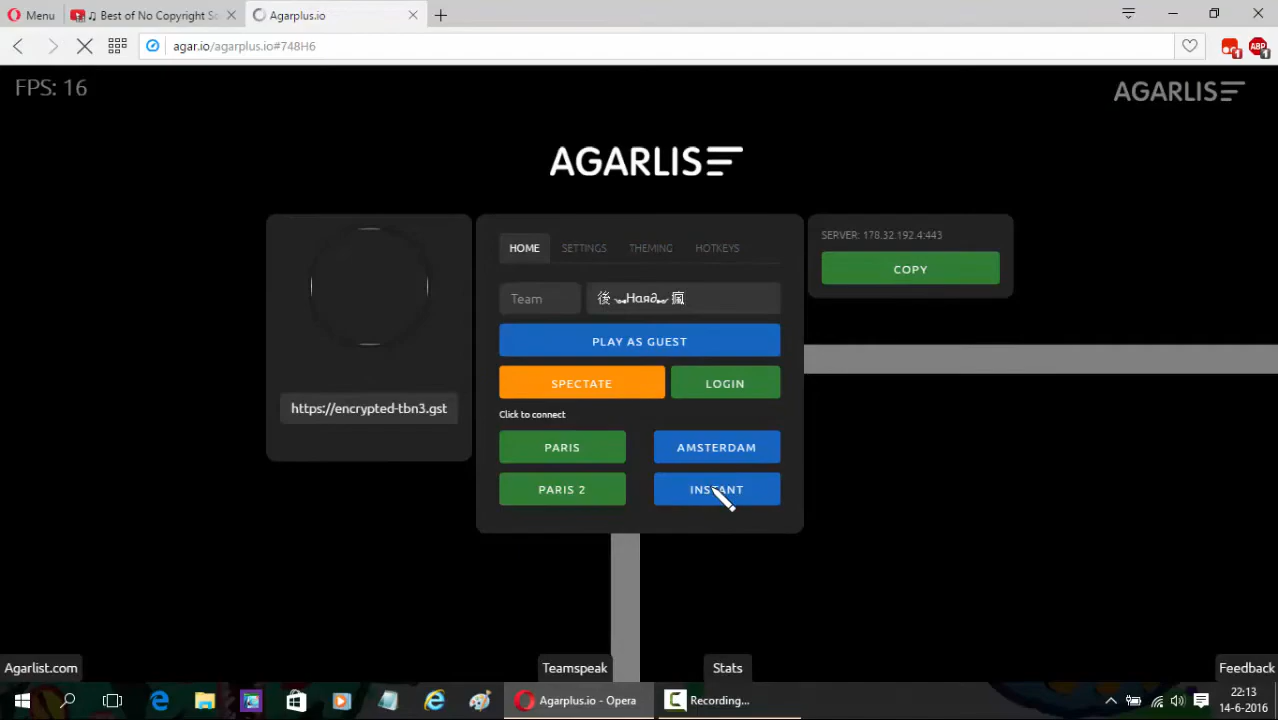 Menu
♫ Best of No Copyright So
Agarplus.io
agar.io/agarplus.io#748H6
FPS: 16
AGARLIS
AGARLIS
HOME SETTINGS THEMING HOTKEYS
SERVER: 178.32.192.4:443
COPY
Team
PLAY AS GUEST
SPECTATE LOGIN
https://encrypted-tbn3.gst
Click to connect
PARIS AMSTERDAM
PARIS 2 INSTANT
Agarlist.com
Teamspeak
Stats
Feedback
Agarplus.io - Opera
Recording...
22:13
14-6-2016